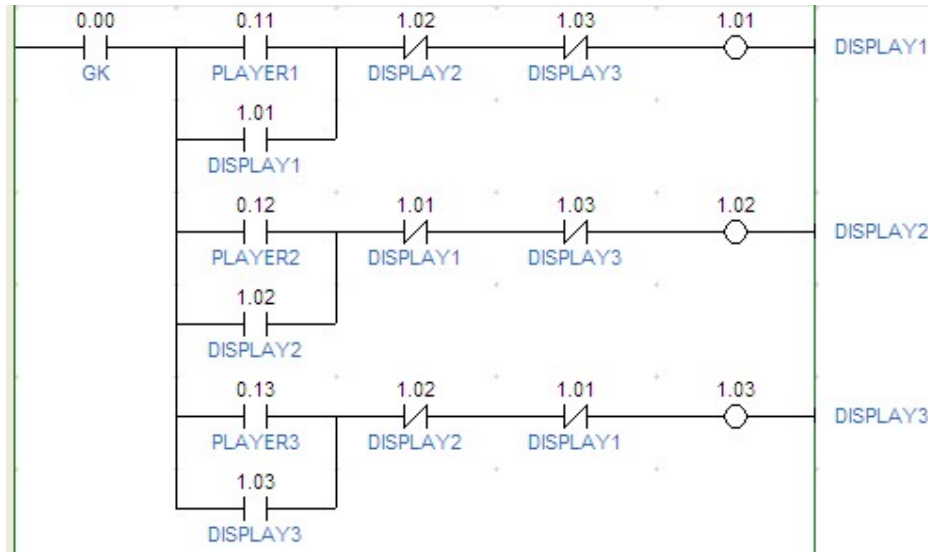 0.00 0.11 1.02 1.03 1.01
GK PLAYER1 DISPLAY2 DISPLAY3 DISPLAY1
1.01
DISPLAY1
0.12 1.01 1.03 1.02
PLAYER2 DISPLAY1 DISPLAY3 DISPLAY2
1.02
DISPLAY2
0.13 1.02 1.01 1.03
PLAYER3 DISPLAY2 DISPLAY1 DISPLAY3
1.03
DISPLAY3